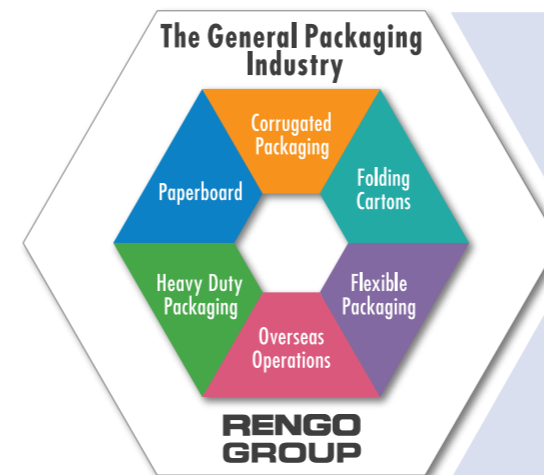 The General Packaging
Industry
Corrugated
Packaging
Folding
Cartons
Flexible
Packaging
Overseas
Operations
Heavy Duty
Packaging
Paperboard
RENGO
GROUP